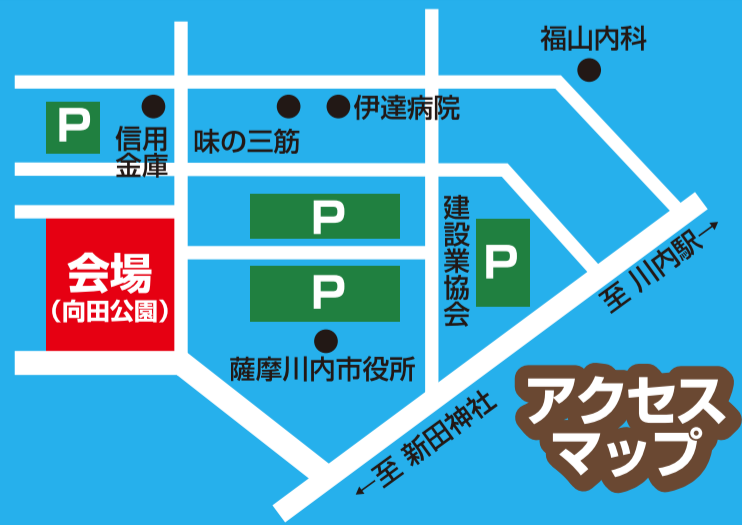 福山内科
P
伊達病院
信用
金庫
味の三筋
P
建設業協会
P
会場
（向田公園）
P
至 川内駅→
薩摩川内市役所
←至 新田神社
アクセス
マップ